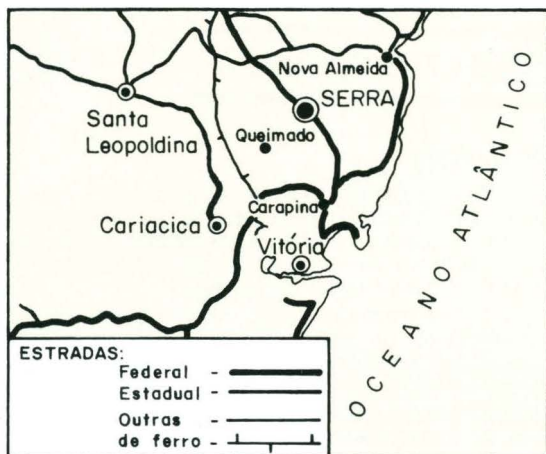 Nova Almeida
SERRA
Santa
Leopoldina
Queimado
Carapina
Cariacica
Vitória
OCEANO ATLÂNTICO
ESTRADAS:
Federal -
Estadual -
Outras -
de ferro -